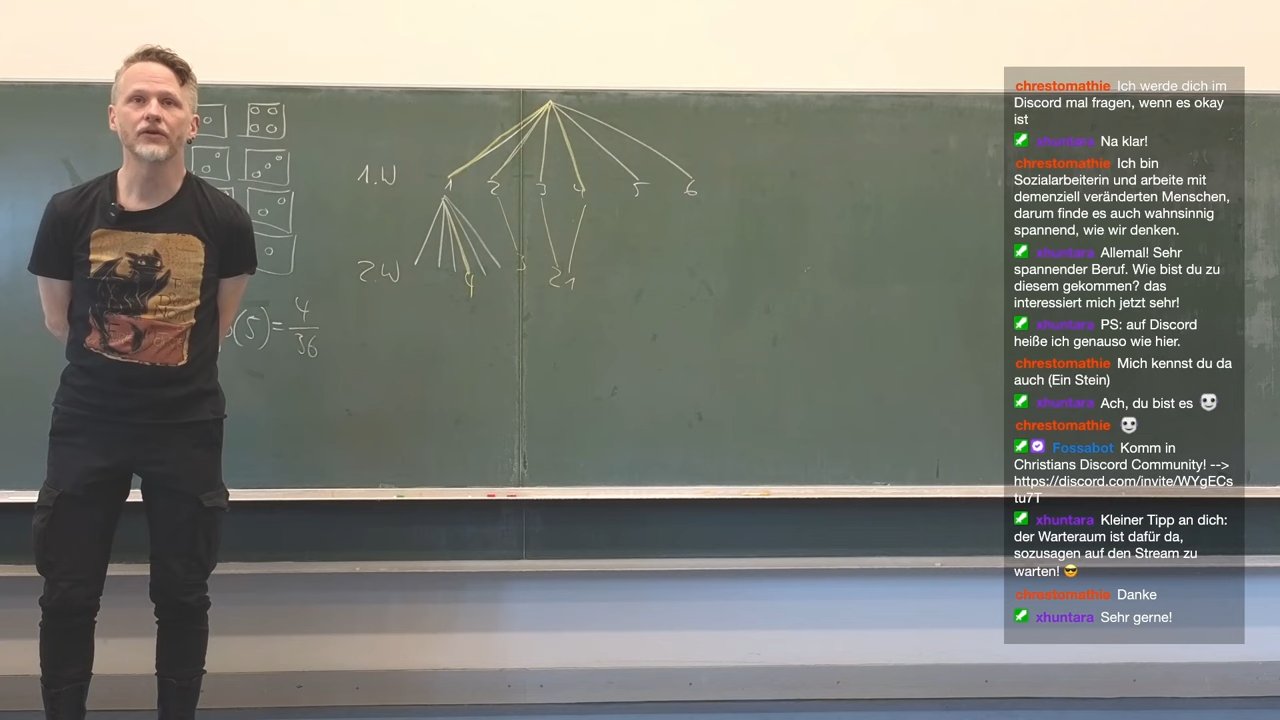 1.W
1 2 3 4 5 6
2.W
4 3 2 1
(5) = 4/36
chrestomathie Ich werde dich im
Discord mal fragen, wenn es okay
ist
xhuntara Na klar!
chrestomathie Ich bin
Sozialarbeiterin und arbeite mit
demenziell veränderten Menschen,
darum finde es auch wahnsinnig
spannend, wie wir denken.
xhuntara Allemal! Sehr
spannender Beruf. Wie bist du zu
diesem gekommen? das
interessiert mich jetzt sehr!
xhuntara PS: auf Discord
heiße ich genauso wie hier.
chrestomathie Mich kennst du da
auch (Ein Stein)
xhuntara Ach, du bist es
chrestomathie
Fossabot Komm in
Christians Discord Community! -->
https://discord.com/invite/WYgECs
tu7T
xhuntara Kleiner Tipp an dich:
der Warteraum ist dafür da,
sozusagen auf den Stream zu
warten! 😎
chrestomathie Danke
xhuntara Sehr gerne!